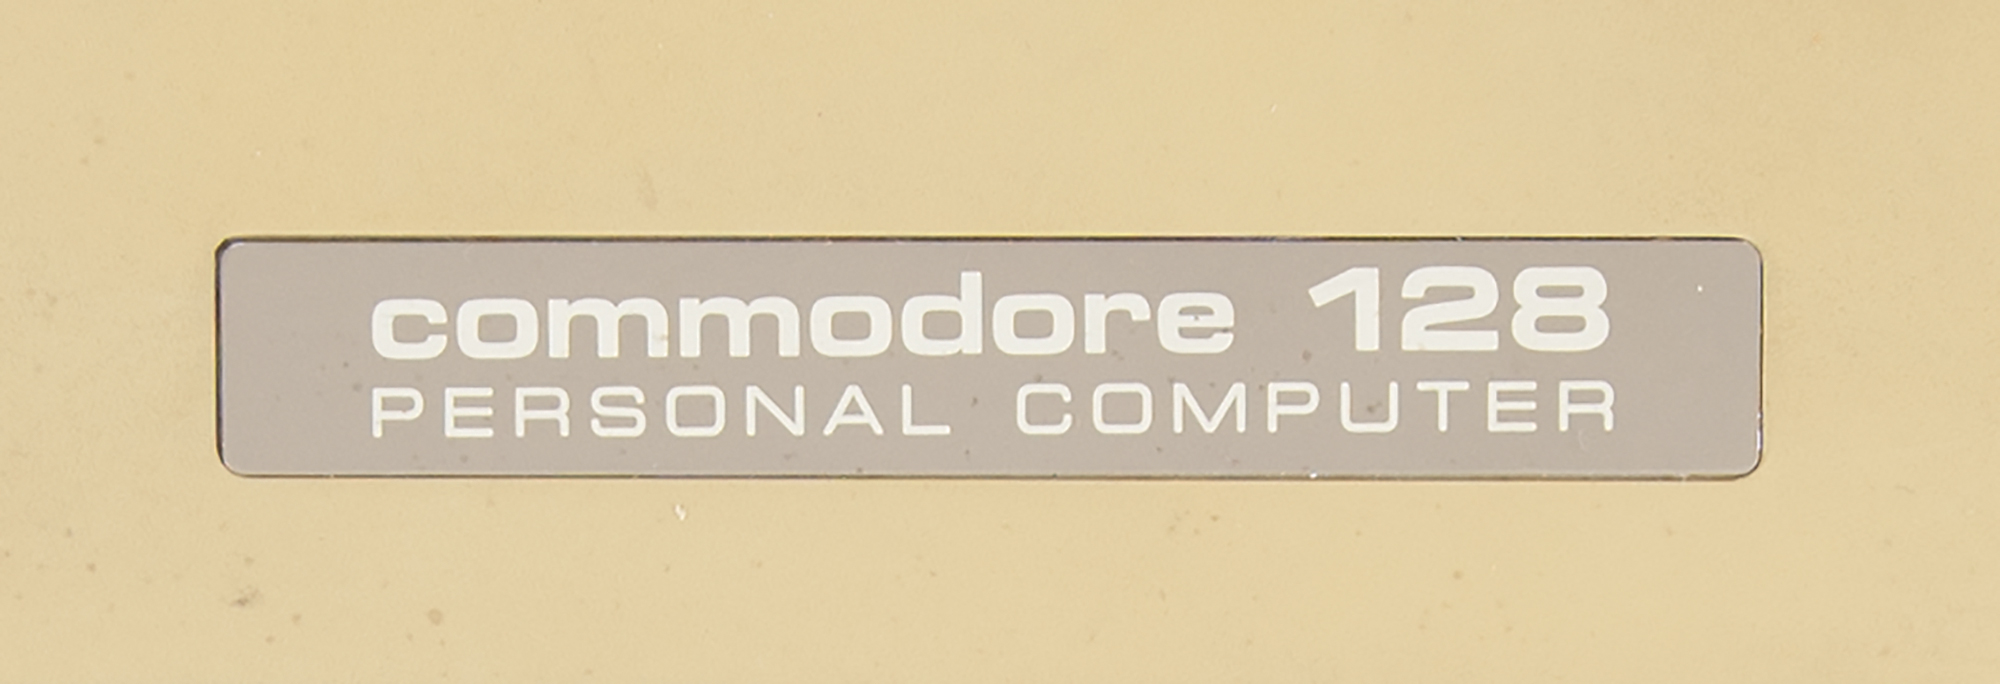 commodore 128
PERSONAL COMPUTER